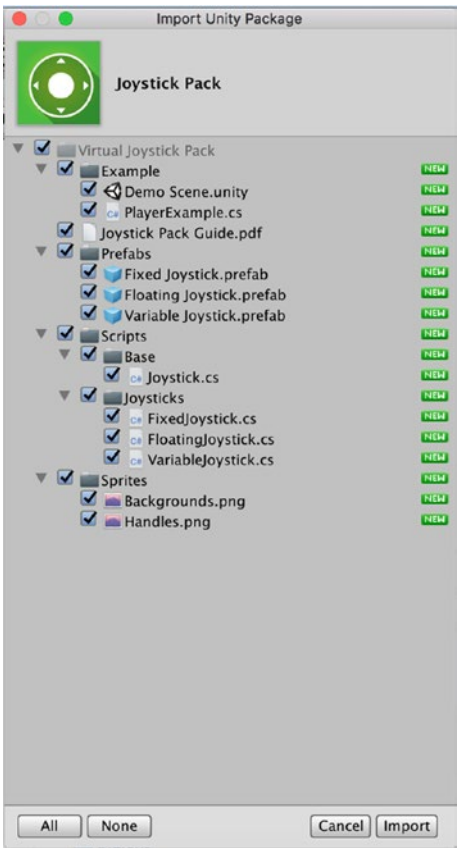 Import Unity Package
Joystick Pack
Virtual Joystick Pack
Example NEW
Demo Scene.unity NEW
C# PlayerExample.cs NEW
Joystick Pack Guide.pdf NEW
Prefabs NEW
Fixed Joystick.prefab NEW
Floating Joystick.prefab NEW
Variable Joystick.prefab NEW
Scripts NEW
Base NEW
C# Joystick.cs NEW
Joysticks NEW
C# FixedJoystick.cs NEW
C# FloatingJoystick.cs NEW
C# VariableJoystick.cs NEW
Sprites NEW
Backgrounds.png NEW
Handles.png NEW
All None Cancel Import